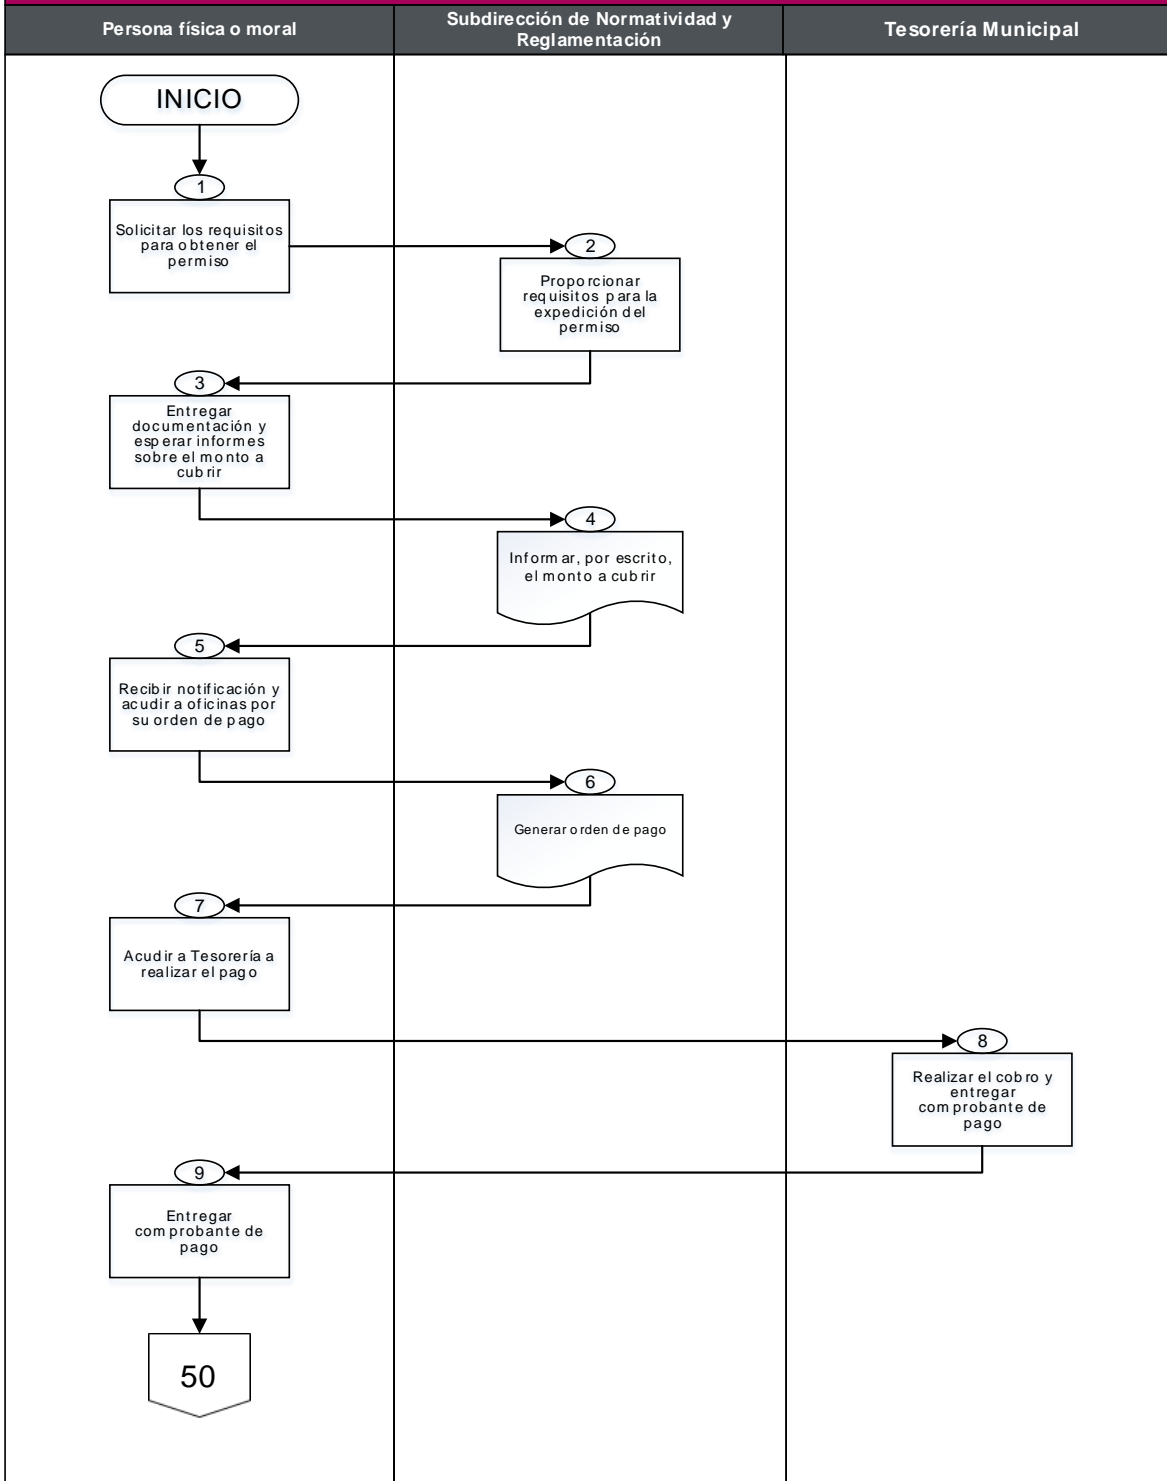 Persona física o moral
Subdirección de Normatividad y
Reglamentación
Tesorería Municipal
INICIO
1
Solicitar los requisitos
para obtener el
permiso
2
Proporcionar
requisitos para la
expedición del
permiso
3
Entregar
documentación y
esperar informes
sobre el monto a
cubrir
4
Informar, por escrito,
el monto a cubrir
5
Recibir notificación y
acudir a oficinas por
su orden de pago
6
Generar orden de pago
7
Acudir a Tesorería a
realizar el pago
8
Realizar el cobro y
entregar
comprobante de
pago
9
Entregar
comprobante de
pago
50